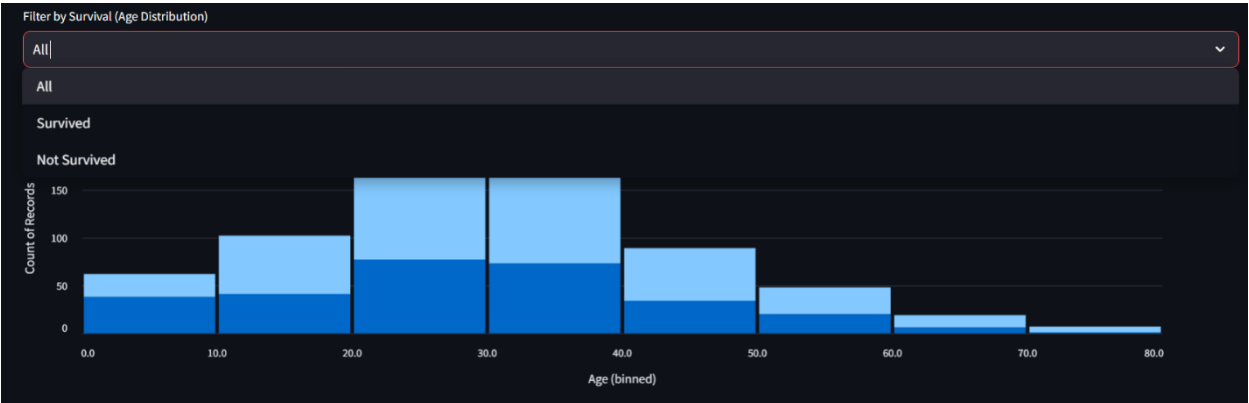 Filter by Survival (Age Distribution)
All
All
Survived
Not Survived
Count of Records
150
100
50
0
0.0 10.0 20.0 30.0 40.0 50.0 60.0 70.0 80.0
Age (binned)